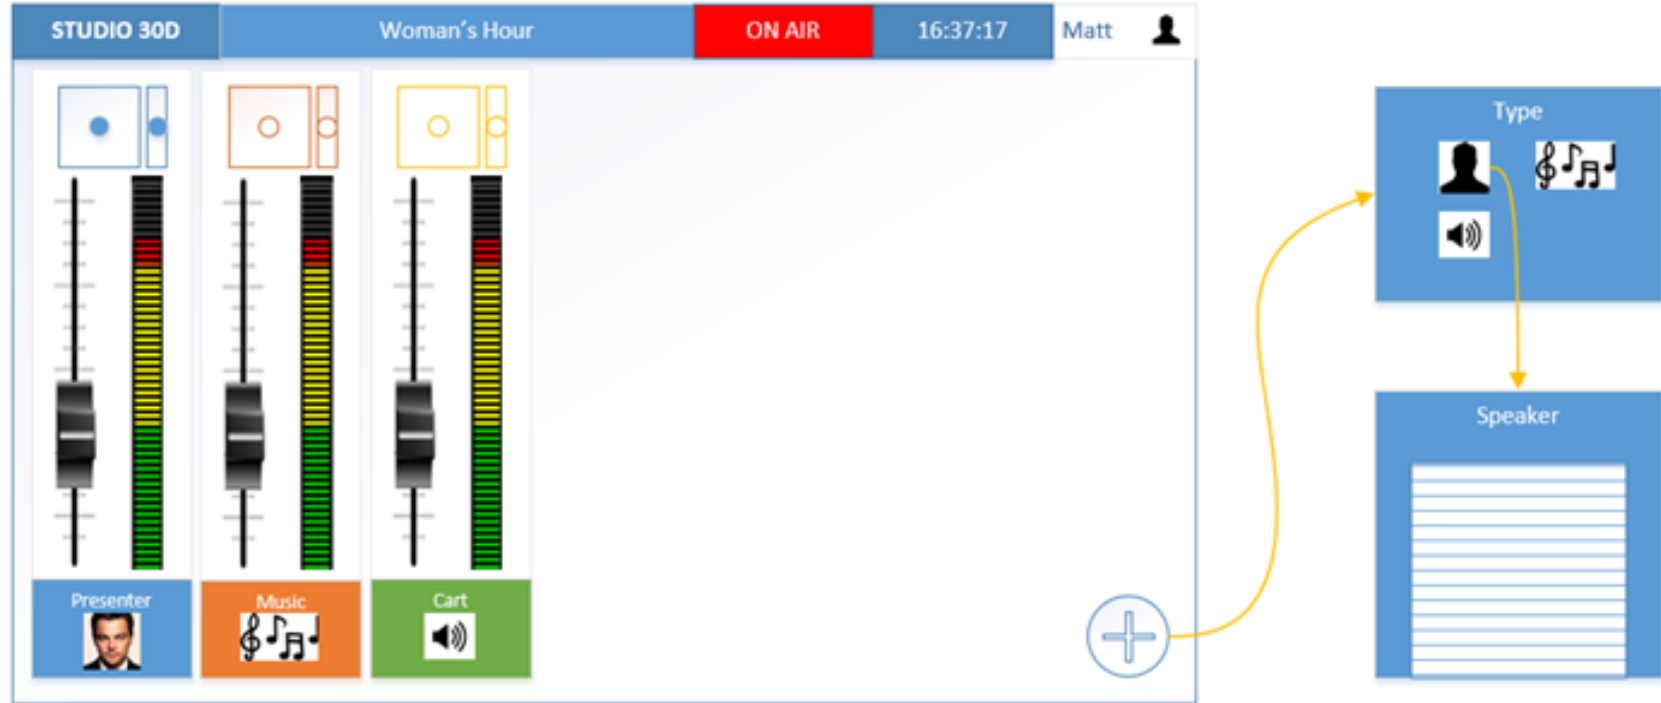 STUDIO 30D
Woman's Hour
ON AIR
16:37:17
Matt
Presenter
Music
Cart
Type
Speaker